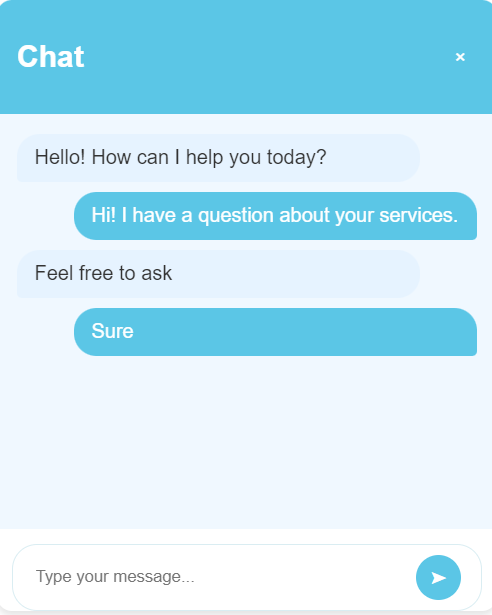 Chat
×
Hello! How can I help you today?
Hi! I have a question about your services.
Feel free to ask
Sure
Type your message...